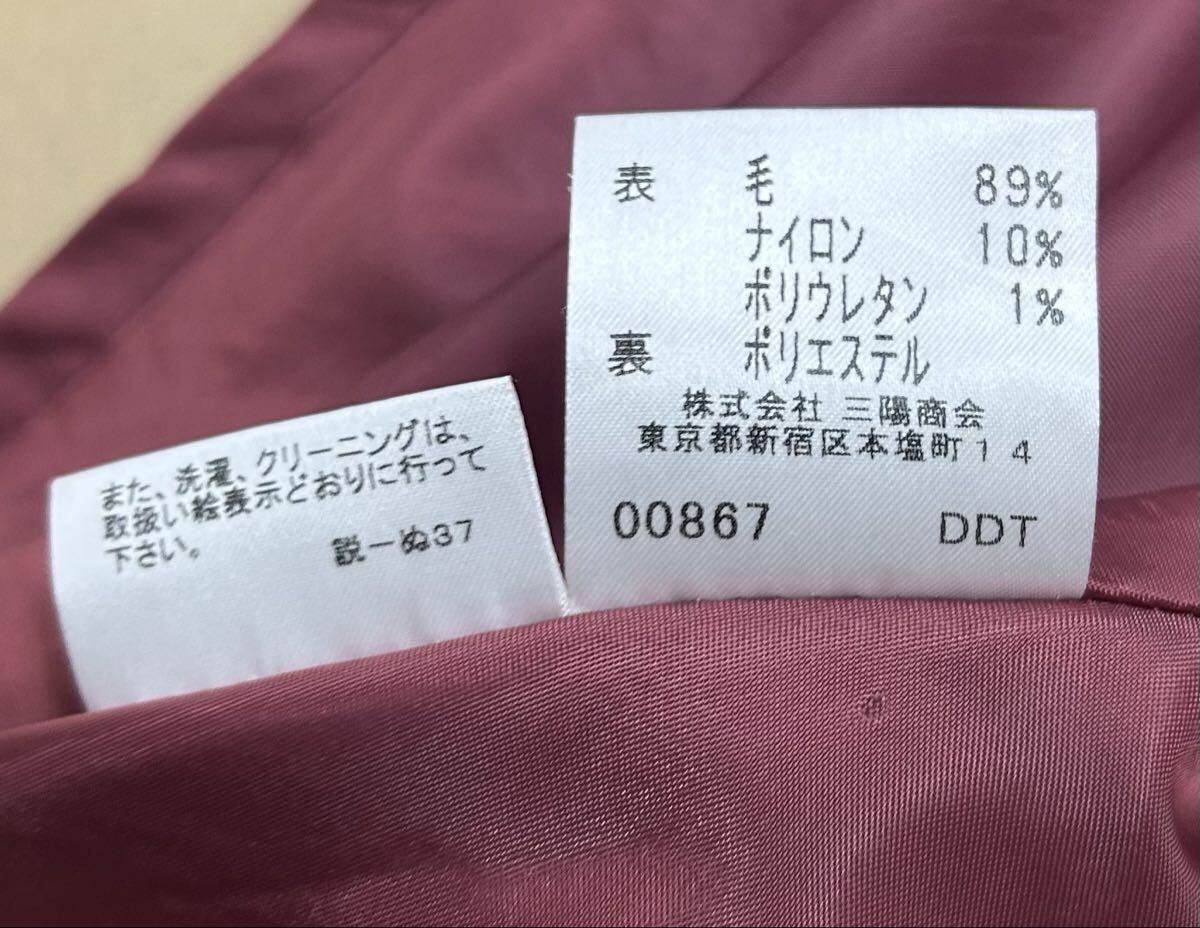 表 毛 89%
ナイロン 10%
ポリウレタン 1%
裏 ポリエステル
株式会社 三陽商会
東京都新宿区本塩町14
00867 DDT
また、洗濯、クリーニングは、
取扱い絵表示どおりに行って
下さい。 説ーぬ37